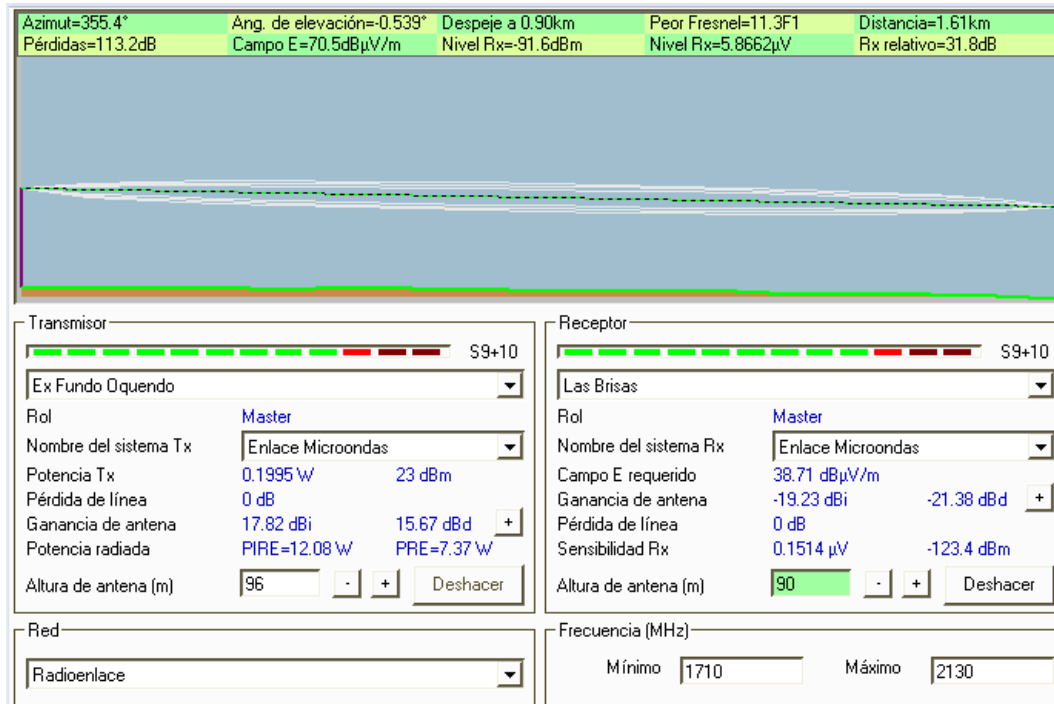 Azimut=355.4° Ang. de elevación=-0.539° Despeje a 0.90km Peor Fresnel=11.3F1 Distancia=1.61km
Pérdidas=113.2dB Campo E=70.5dBµV/m Nivel Rx=-91.6dBm Nivel Rx=5.8662µV Rx relativo=31.8dB
Transmisor
S9+10
Ex Fundo Oquendo
Rol Master
Nombre del sistema Tx Enlace Microondas
Potencia Tx 0.1995 W 23 dBm
Pérdida de línea 0 dB
Ganancia de antena 17.82 dBi 15.67 dBd +
Potencia radiada PIRE=12.08 W PRE=7.37 W
Altura de antena (m) 96 - + Deshacer
Receptor
S9+10
Las Brisas
Rol Master
Nombre del sistema Rx Enlace Microondas
Campo E requerido 38.71 dBµV/m
Ganancia de antena -19.23 dBi -21.38 dBd +
Pérdida de línea 0 dB
Sensibilidad Rx 0.1514 µV -123.4 dBm
Altura de antena (m) 90 - + Deshacer
Red
Radioenlace
Frecuencia (MHz)
Mínimo 1710 Máximo 2130